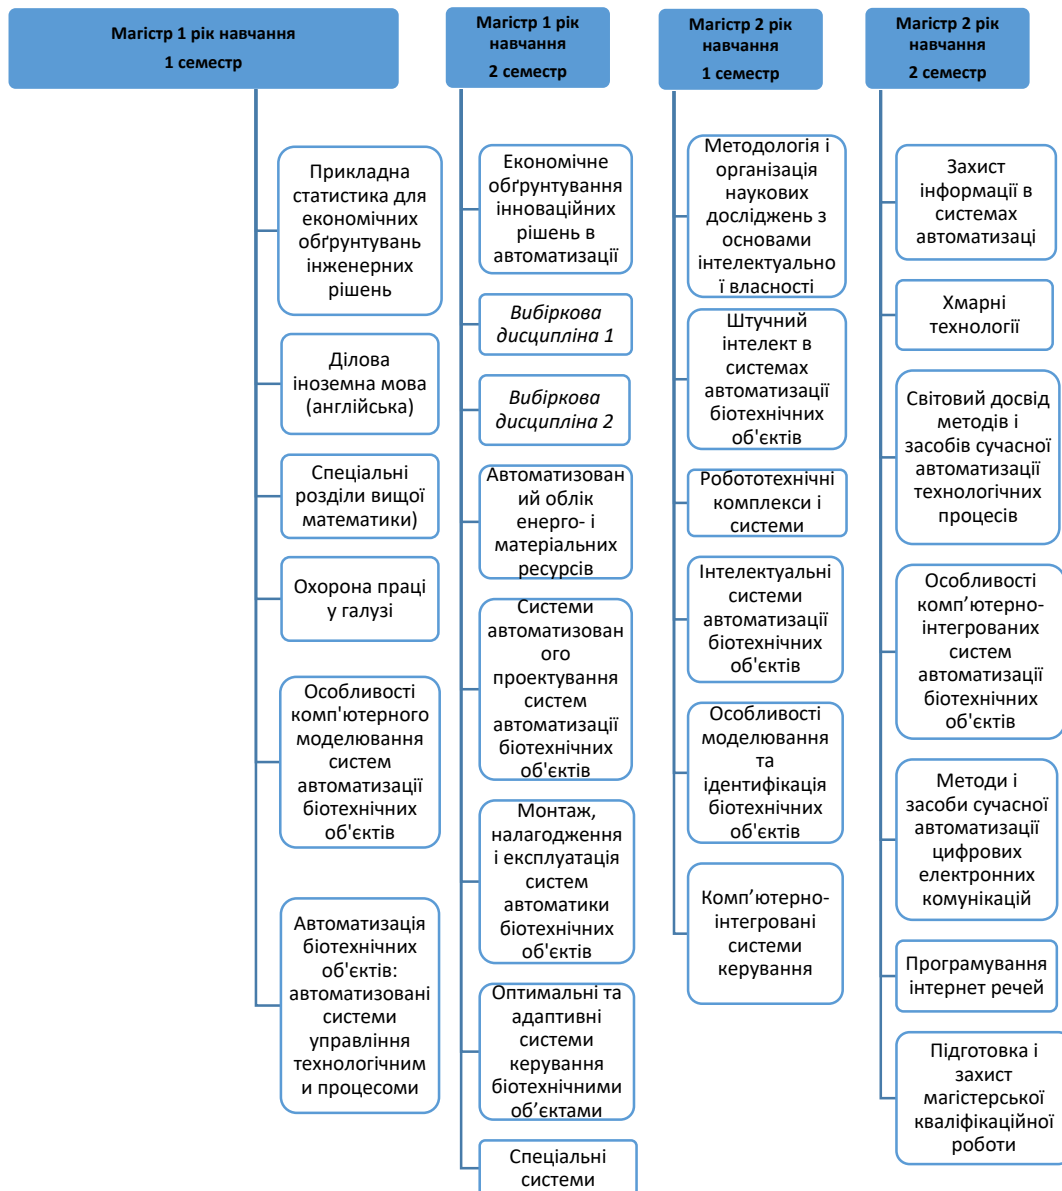 Магістр 1 рік навчання
1 семестр
Прикладна
статистика для
економічних
обґрунтувань
інженерних
рішень
Ділова
іноземна мова
(англійська)
Спеціальні
розділи вищої
математики)
Охорона праці
у галузі
Особливості
комп'ютерного
моделювання
систем
автоматизації
біотехнічних
об'єктів
Автоматизація
біотехнічних
об'єктів:
автоматизовані
системи
управління
технологічним
и процесоми
Магістр 1 рік
навчання
2 семестр
Економічне
обґрунтування
інноваційних
рішень в
автоматизації
Вибіркова
дисципліна 1
Вибіркова
дисципліна 2
Автоматизован
ий облік
енерго- і
матеріальних
ресурсів
Системи
автоматизован
ого
проектування
систем
автоматизації
біотехнічних
об'єктів
Монтаж,
налагодження
і експлуатація
систем
автоматики
біотехнічних
об'єктів
Оптимальні та
адаптивні
системи
керування
біотехнічними
об’єктами
Спеціальні
системи
Магістр 2 рік
навчання
1 семестр
Методологія і
організація
наукових
досліджень з
основами
інтелектуально
ї власності
Штучний
інтелект в
системах
автоматизації
біотехнічних
об'єктів
Робототехнічні
комплекси і
системи
Інтелектуальні
системи
автоматизації
біотехнічних
об'єктів
Особливості
моделювання
та
ідентифікація
біотехнічних
об'єктів
Комп’ютерно-
інтегровані
системи
керування
Магістр 2 рік
навчання
2 семестр
Захист
інформації в
системах
автоматизаці
Хмарні
технології
Світовий досвід
методів і
засобів сучасної
автоматизації
технологічних
процесів
Особливості
комп’ютерно-
інтегрованих
систем
автоматизації
біотехнічних
об'єктів
Методи і
засоби сучасної
автоматизації
цифрових
електронних
комунікацій
Програмування
інтернет речей
Підготовка і
захист
магістерської
кваліфікаційної
роботи